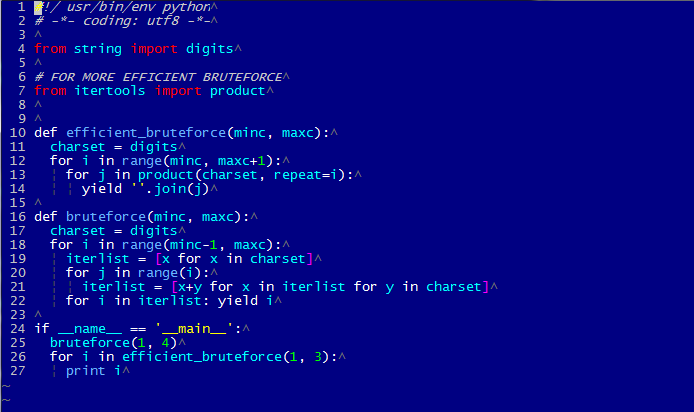 1 #!/ usr/bin/env python^
2 # -*- coding: utf8 -*-^
3 ^
4 from string import digits^
5 ^
6 # FOR MORE EFFICIENT BRUTEFORCE^
7 from itertools import product^
8 ^
9 ^
10 def efficient_bruteforce(minc, maxc):^
11   charset = digits^
12   for i in range(minc, maxc+1):^
13   ¦ for j in product(charset, repeat=i):^
14   ¦ ¦ yield ''.join(j)^
15 ^
16 def bruteforce(minc, maxc):^
17   charset = digits^
18   for i in range(minc-1, maxc):^
19   ¦ iterlist = [x for x in charset]^
20   ¦ for j in range(i):^
21   ¦ ¦ iterlist = [x+y for x in iterlist for y in charset]^
22   ¦ for i in iterlist: yield i^
23 ^
24 if __name__ == '__main__':^
25   bruteforce(1, 4)^
26   for i in efficient_bruteforce(1, 3):^
27   ¦ print i^
~
~